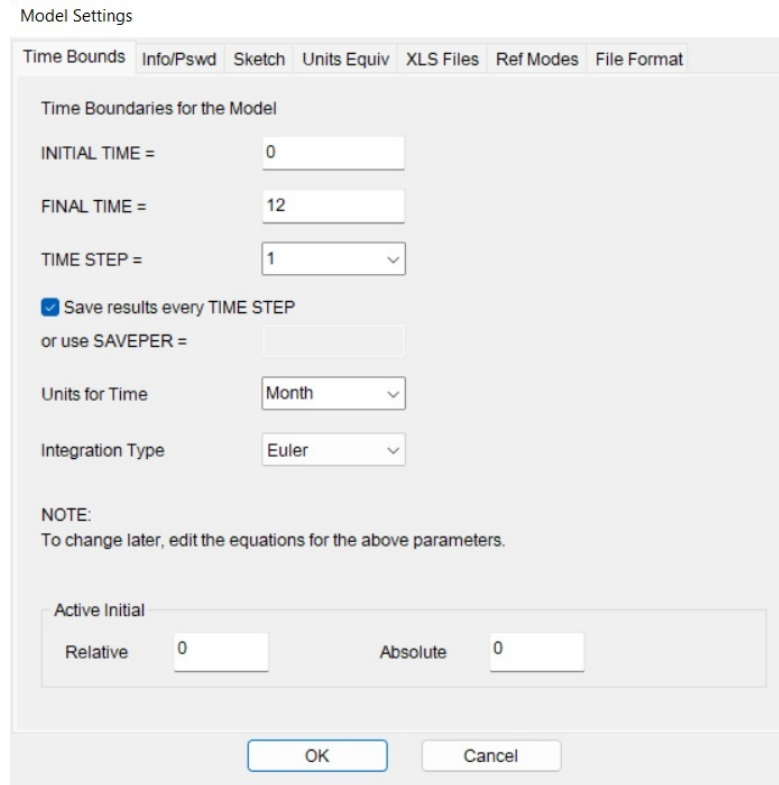 Model Settings
Time Bounds Info/Pswd Sketch Units Equiv XLS Files Ref Modes File Format
Time Boundaries for the Model
INITIAL TIME = 0
FINAL TIME = 12
TIME STEP = 1
Save results every TIME STEP
or use SAVEPER =
Units for Time Month
Integration Type Euler
NOTE:
To change later, edit the equations for the above parameters.
Active Initial
Relative 0 Absolute 0
OK Cancel